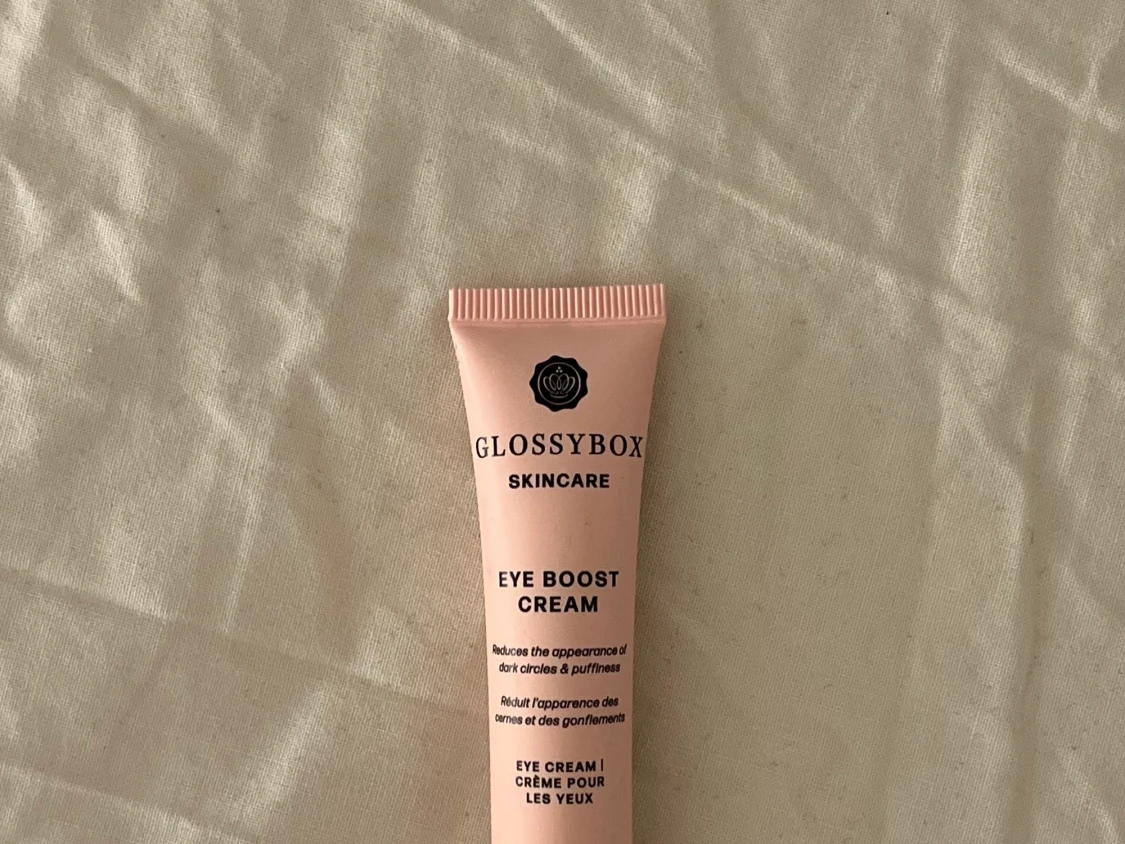 GLOSSYBOX
SKINCARE
EYE BOOST
CREAM
Reduces the appearance of
dark circles & puffiness
Réduit l'apparence des
cernes et des gonflements
EYE CREAM |
CRÈME POUR
LES YEUX